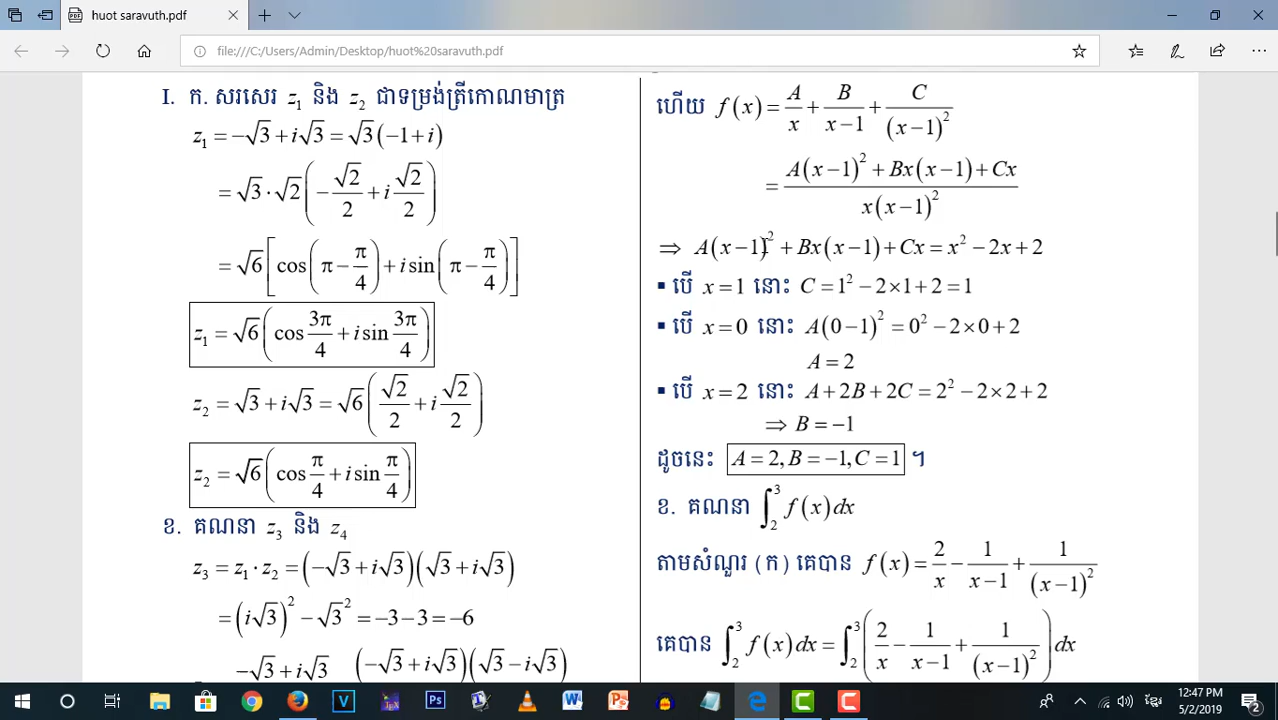 huot saravuth.pdf
file:///C:/Users/Admin/Desktop/huot%20saravuth.pdf
I. ក. សរសេរ z₁ និង z₂ ជាទម្រង់ត្រីកោណមាត្រ
z₁ = −√3 + i√3 = √3(−1 + i)
= √3 · √2(−√2/2 + i√2/2)
= √6[cos(π − π/4) + i sin(π − π/4)]
z₁ = √6(cos 3π/4 + i sin 3π/4)
z₂ = √3 + i√3 = √6(√2/2 + i√2/2)
z₂ = √6(cos π/4 + i sin π/4)
ខ. គណនា z₃ និង z₄
z₃ = z₁ · z₂ = (−√3 + i√3)(√3 + i√3)
= (i√3)² − √3² = −3 − 3 = −6
−√3 + i√3 (−√3 + i√3)(√3 − i√3)
ហើយ f(x) = A/x + B/(x−1) + C/(x−1)²
= (A(x−1)² + Bx(x−1) + Cx)/(x(x−1)²)
⇒ A(x−1)² + Bx(x−1) + Cx = x² − 2x + 2
▪ បើ x = 1 នោះ C = 1² − 2×1 + 2 = 1
▪ បើ x = 0 នោះ A(0−1)² = 0² − 2×0 + 2
A = 2
▪ បើ x = 2 នោះ A + 2B + 2C = 2² − 2×2 + 2
⇒ B = −1
ដូចនេះ A = 2, B = −1, C = 1 ។
ខ. គណនា ∫₂³ f(x)dx
តាមសំណួរ (ក) គេបាន f(x) = 2/x − 1/(x−1) + 1/(x−1)²
គេបាន ∫₂³ f(x)dx = ∫₂³ (2/x − 1/(x−1) + 1/(x−1)²) dx
12:47 PM
5/2/2019